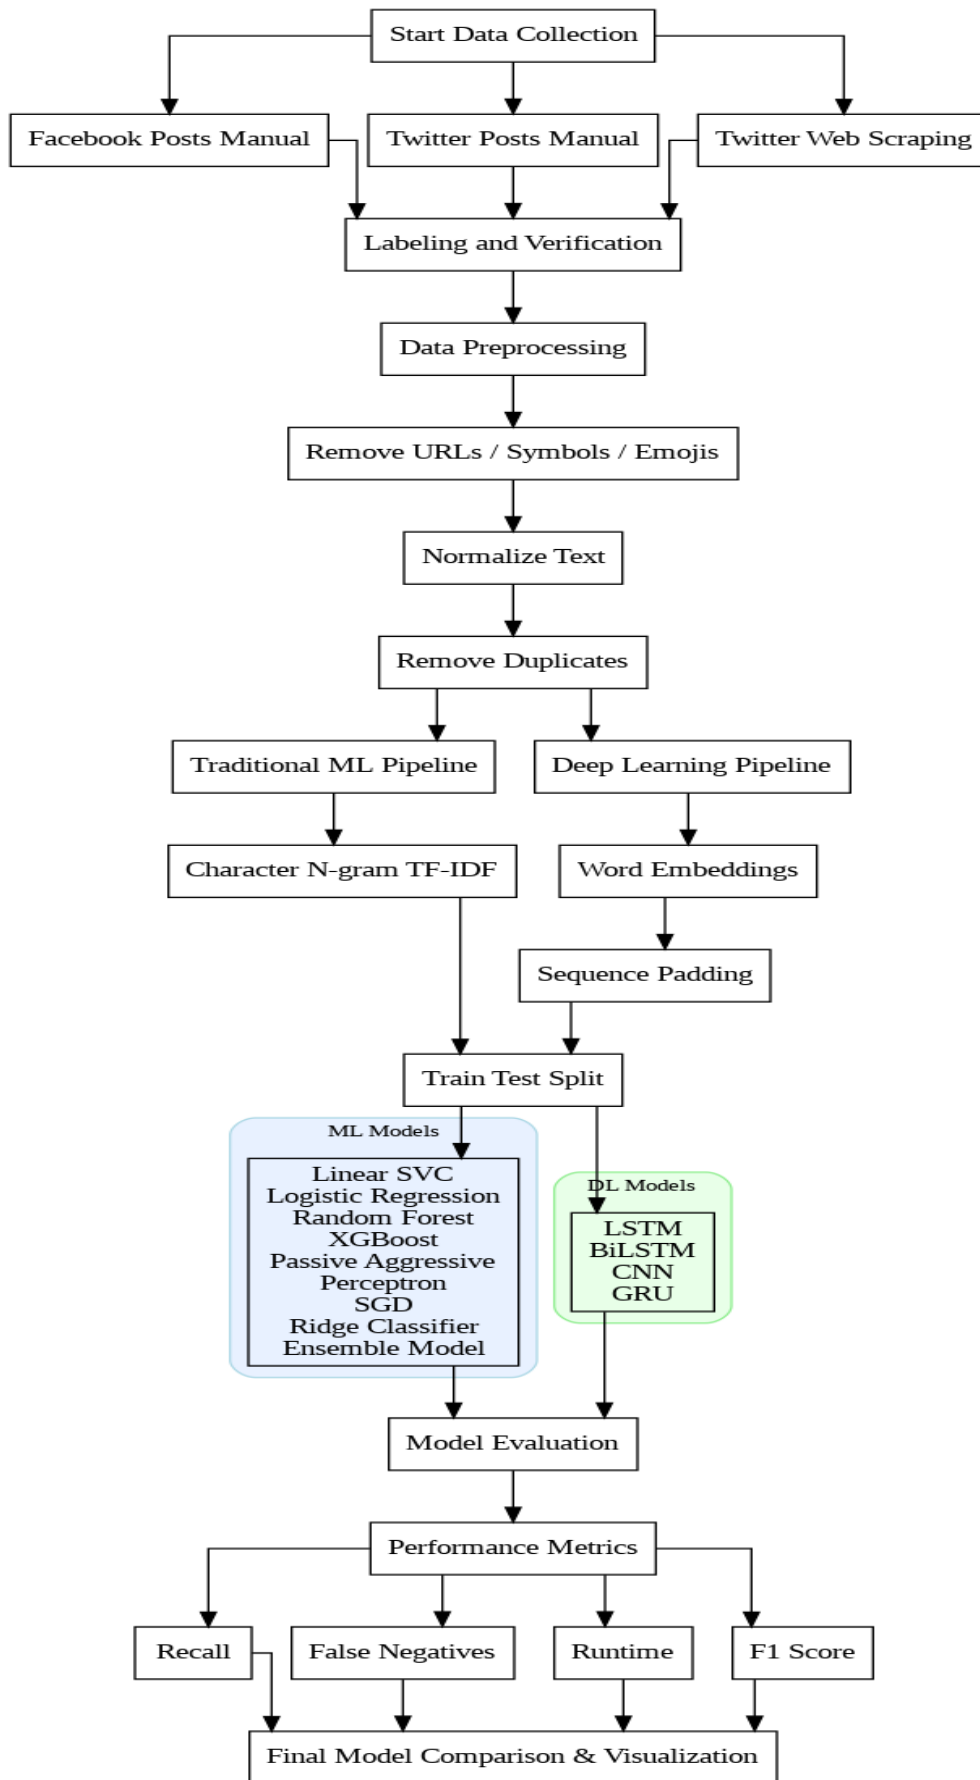 Start Data Collection
Facebook Posts Manual
Twitter Posts Manual
Twitter Web Scraping
Labeling and Verification
Data Preprocessing
Remove URLs / Symbols / Emojis
Normalize Text
Remove Duplicates
Traditional ML Pipeline
Deep Learning Pipeline
Character N-gram TF-IDF
Word Embeddings
Sequence Padding
Train Test Split
ML Models
Linear SVC
Logistic Regression
Random Forest
XGBoost
Passive Aggressive
Perceptron
SGD
Ridge Classifier
Ensemble Model
DL Models
LSTM
BiLSTM
CNN
GRU
Model Evaluation
Performance Metrics
Recall
False Negatives
Runtime
F1 Score
Final Model Comparison & Visualization